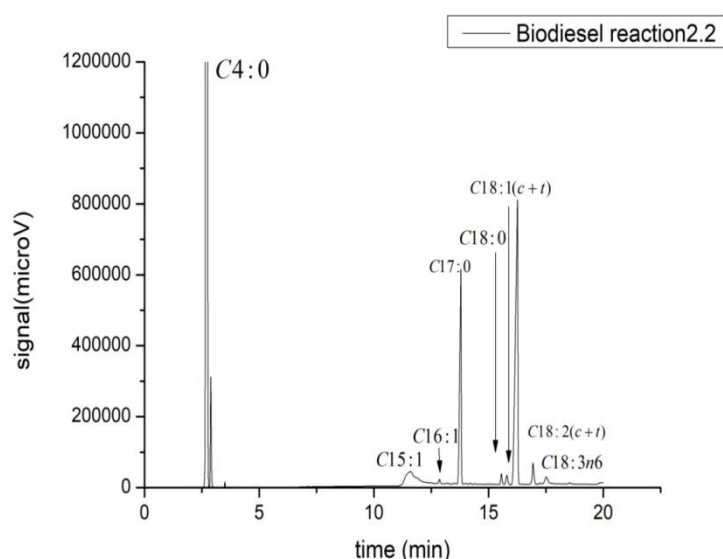 Biodesel reaction2.2
1200000
C4:0
1000000
800000
C18:1(c+t)
C18:0
C17:0
600000
signal(microV)
400000
200000
C18:2(c+t)
C16:1
C15:1
C18:3n6
0
0 5 10 15 20
time (min)